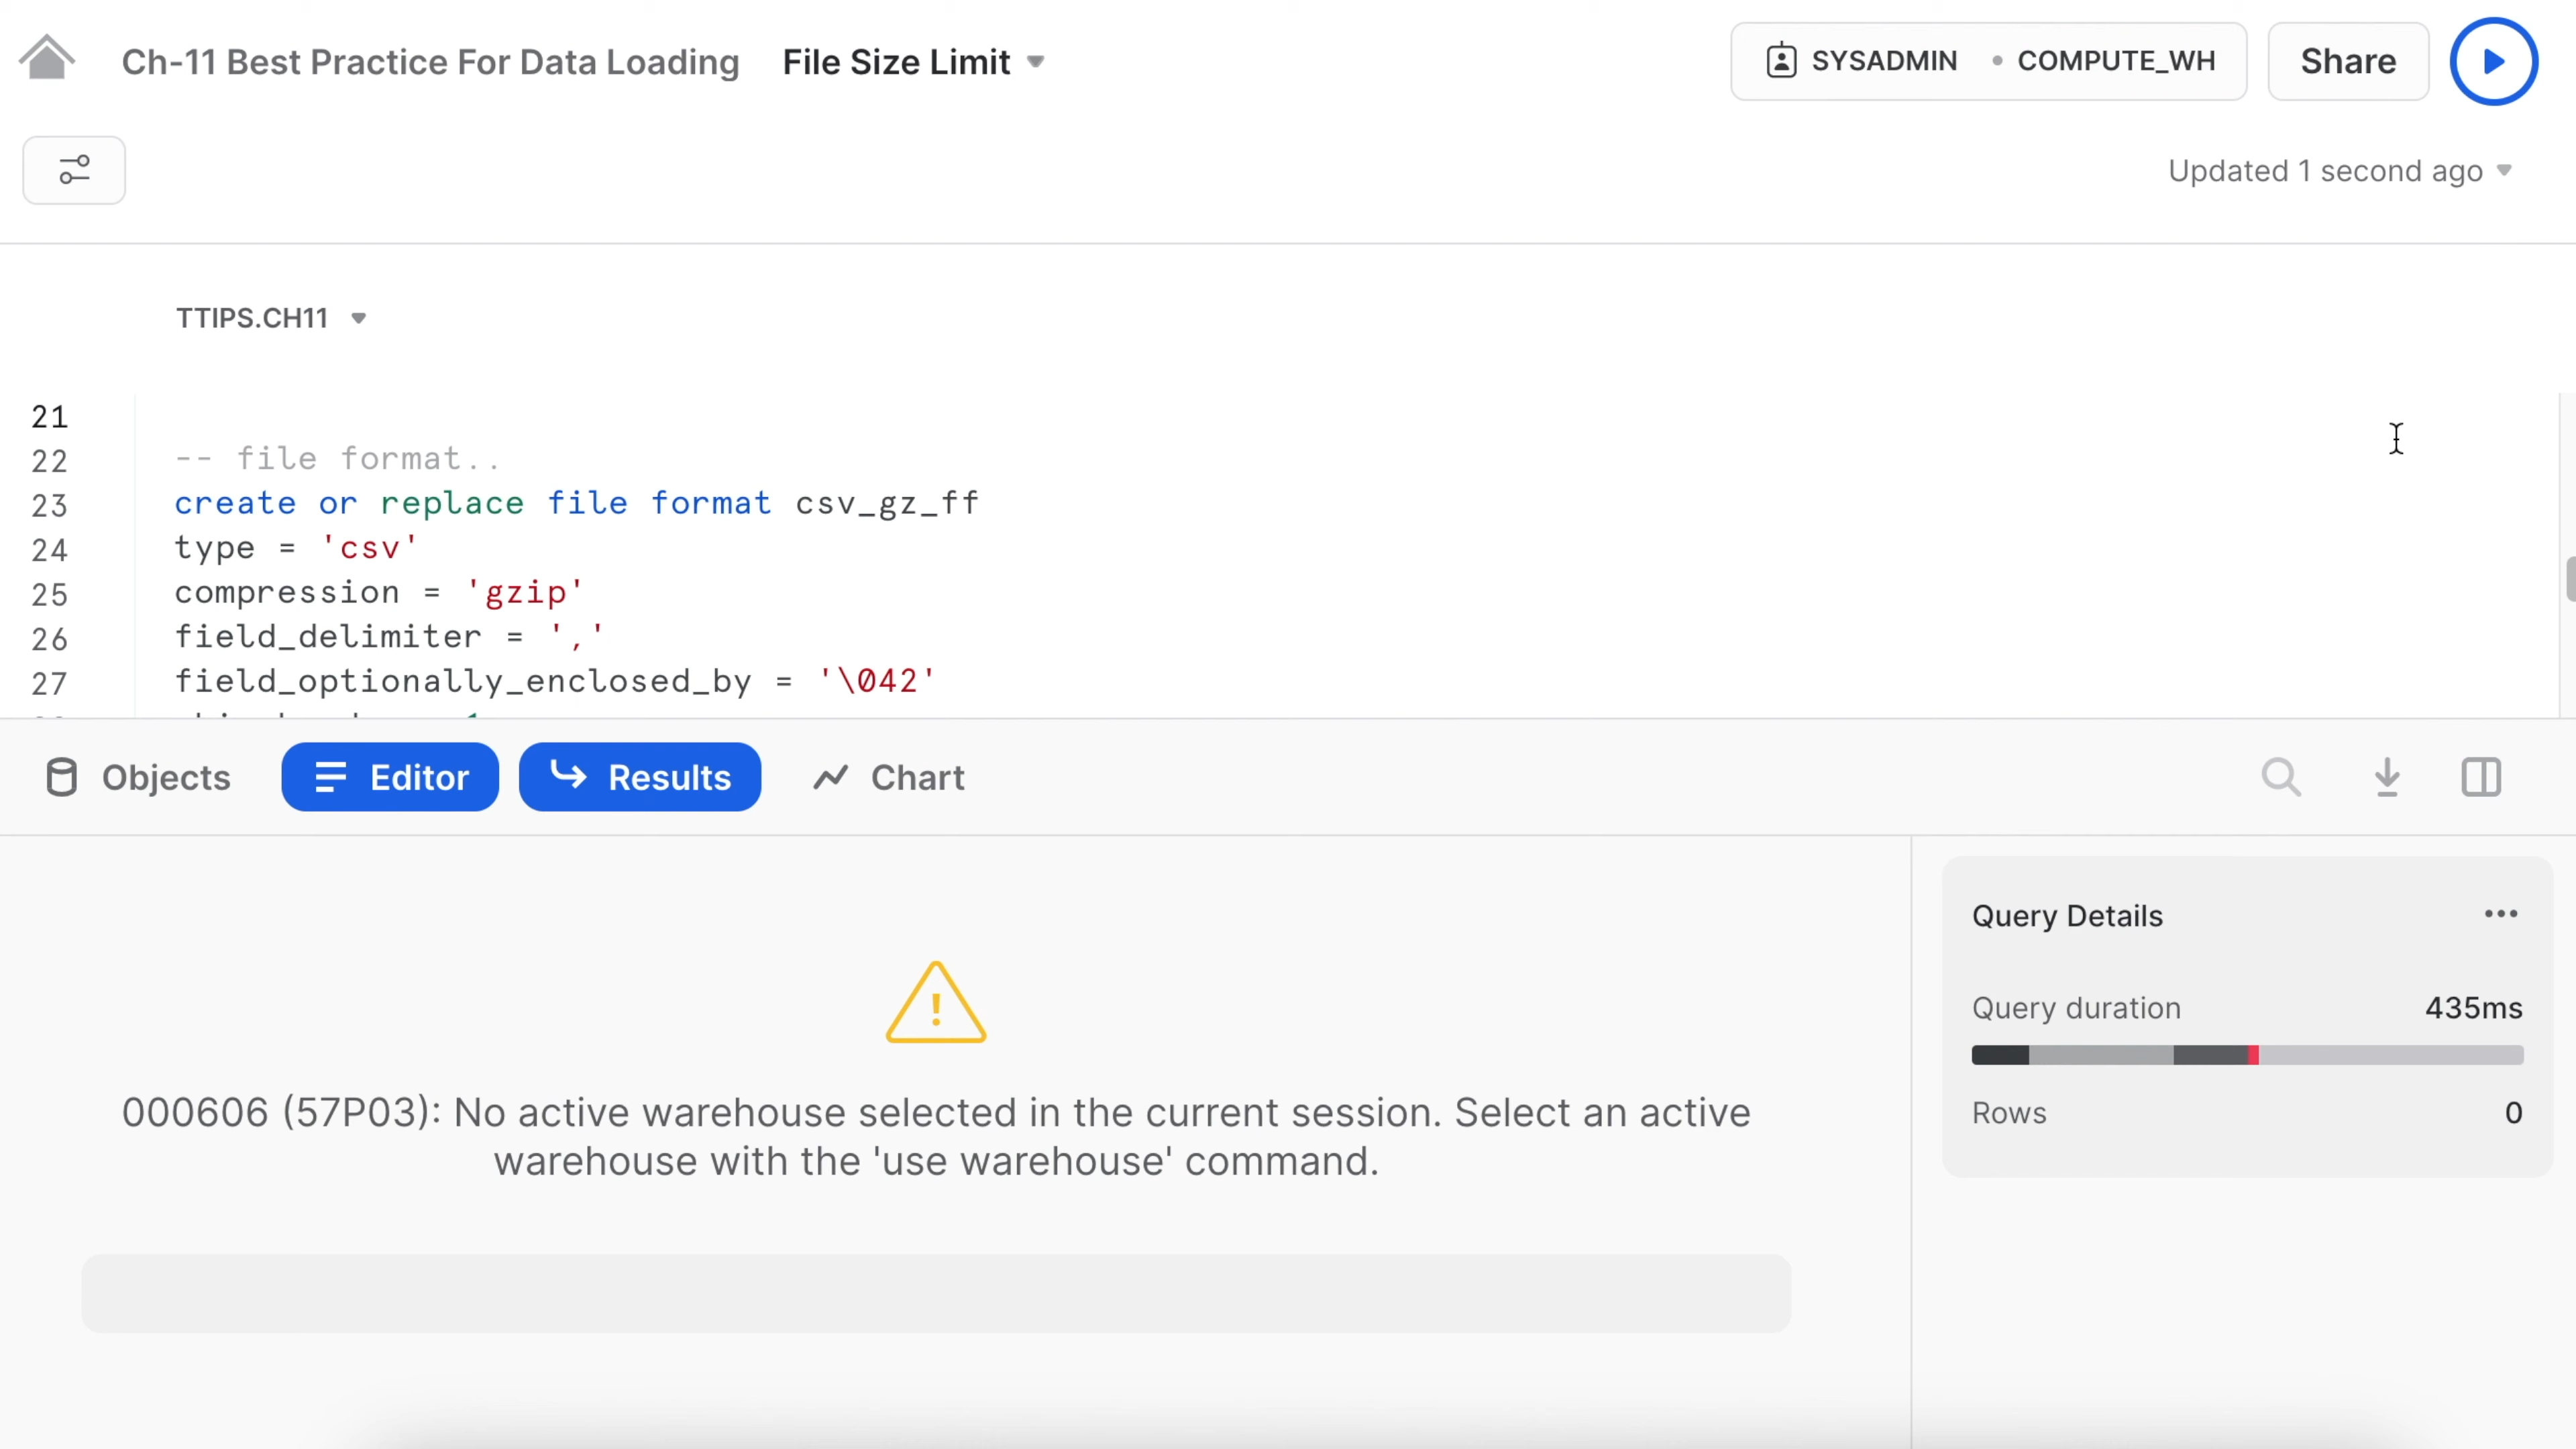 Ch-11 Best Practice For Data Loading File Size Limit
SYSADMIN • COMPUTE_WH Share
Updated 1 second ago
TTIPS.CH11
21
22 -- file format..
23 create or replace file format csv_gz_ff
24 type = 'csv'
25 compression = 'gzip'
26 field_delimiter = ','
27 field_optionally_enclosed_by = '\042'
Objects Editor Results Chart
000606 (57P03): No active warehouse selected in the current session. Select an active
warehouse with the 'use warehouse' command.
Query Details
Query duration 435ms
Rows 0